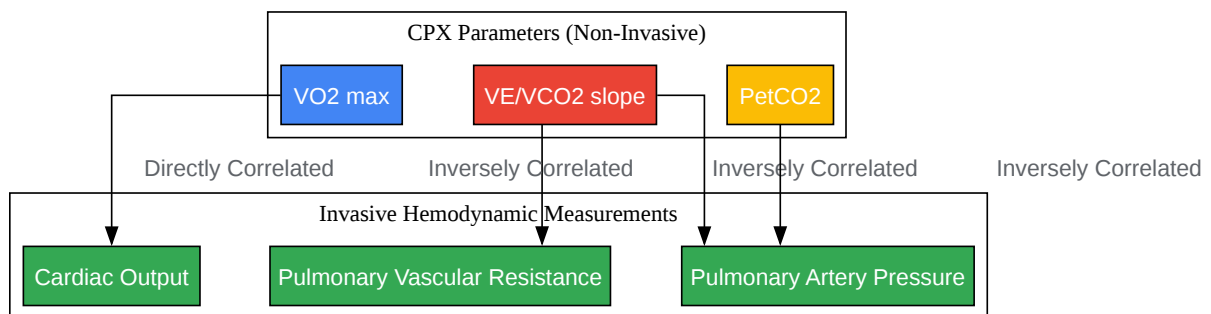 CPX Parameters (Non-Invasive)
VO2 max
VE/VCO2 slope
PetCO2
Directly Correlated
Inversely Correlated
Inversely Correlated
Inversely Correlated
Invasive Hemodynamic Measurements
Cardiac Output
Pulmonary Vascular Resistance
Pulmonary Artery Pressure